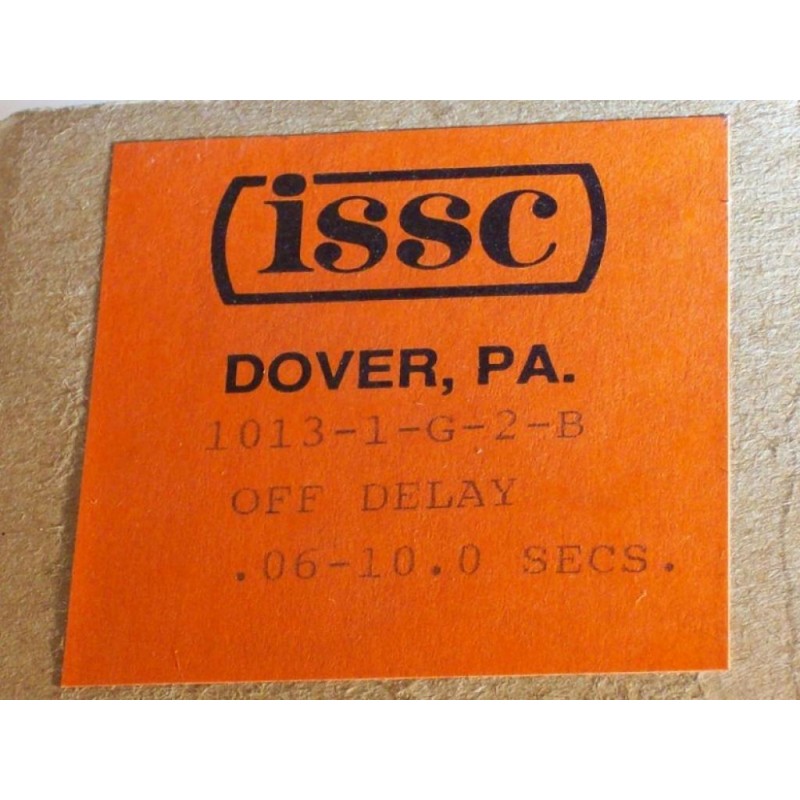 issc
DOVER, PA.
1013-1-G-2-B
OFF DELAY
.06-10.0 SECS.